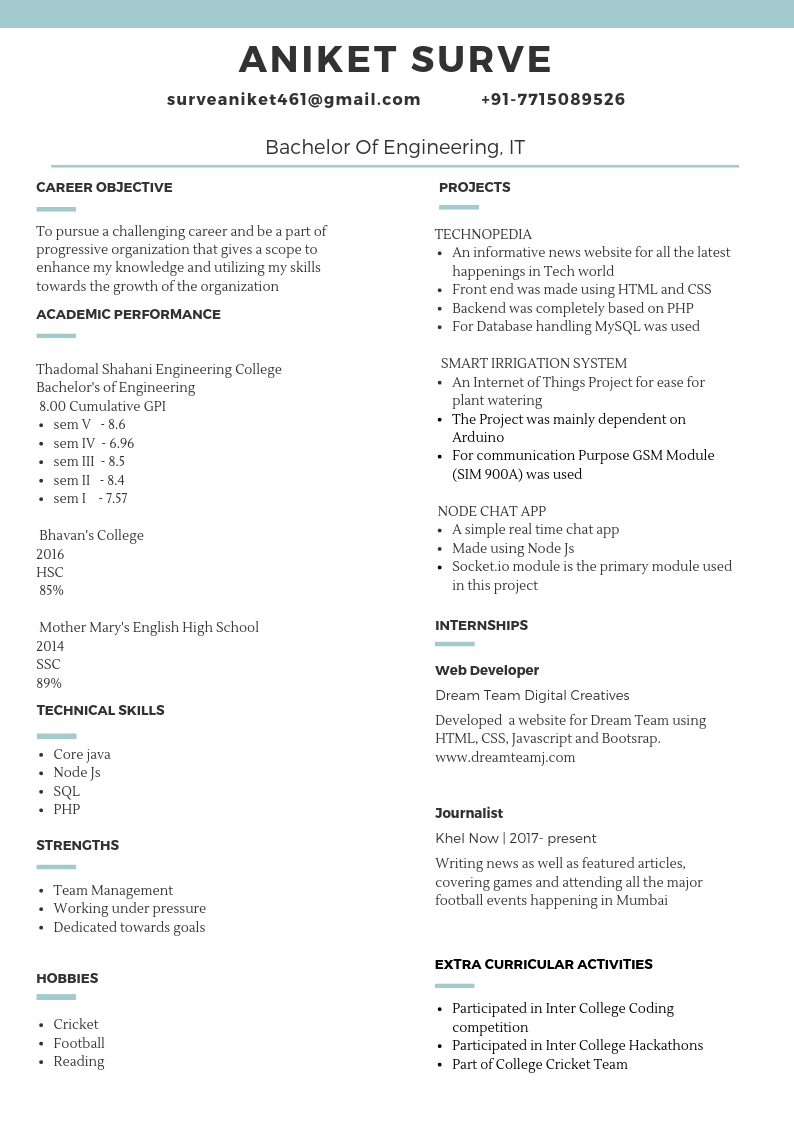 ANIKET SURVE
surveaniket461@gmail.com +91-7715089526
Bachelor Of Engineering, IT
CAREER OBJECTIVE
To pursue a challenging career and be a part of
progressive organization that gives a scope to
enhance my knowledge and utilizing my skills
towards the growth of the organization
ACADEMIC PERFORMANCE
Thadomal Shahani Engineering College
Bachelor's of Engineering
8.00 Cumulative GPI
• sem V - 8.6
• sem IV - 6.96
• sem III - 8.5
• sem II - 8.4
• sem I - 7.57
Bhavan's College
2016
HSC
85%
Mother Mary's English High School
2014
SSC
89%
TECHNICAL SKILLS
• Core java
• Node Js
• SQL
• PHP
STRENGTHS
• Team Management
• Working under pressure
• Dedicated towards goals
HOBBIES
• Cricket
• Football
• Reading
PROJECTS
TECHNOPEDIA
• An informative news website for all the latest
happenings in Tech world
• Front end was made using HTML and CSS
• Backend was completely based on PHP
• For Database handling MySQL was used
SMART IRRIGATION SYSTEM
• An Internet of Things Project for ease for
plant watering
• The Project was mainly dependent on
Arduino
• For communication Purpose GSM Module
(SIM 900A) was used
NODE CHAT APP
• A simple real time chat app
• Made using Node Js
• Socket.io module is the primary module used
in this project
INTERNSHIPS
Web Developer
Dream Team Digital Creatives
Developed a website for Dream Team using
HTML, CSS, Javascript and Bootsrap.
www.dreamteamj.com
Journalist
Khel Now | 2017- present
Writing news as well as featured articles,
covering games and attending all the major
football events happening in Mumbai
EXTRA CURRICULAR ACTIVITIES
• Participated in Inter College Coding
competition
• Participated in Inter College Hackathons
• Part of College Cricket Team